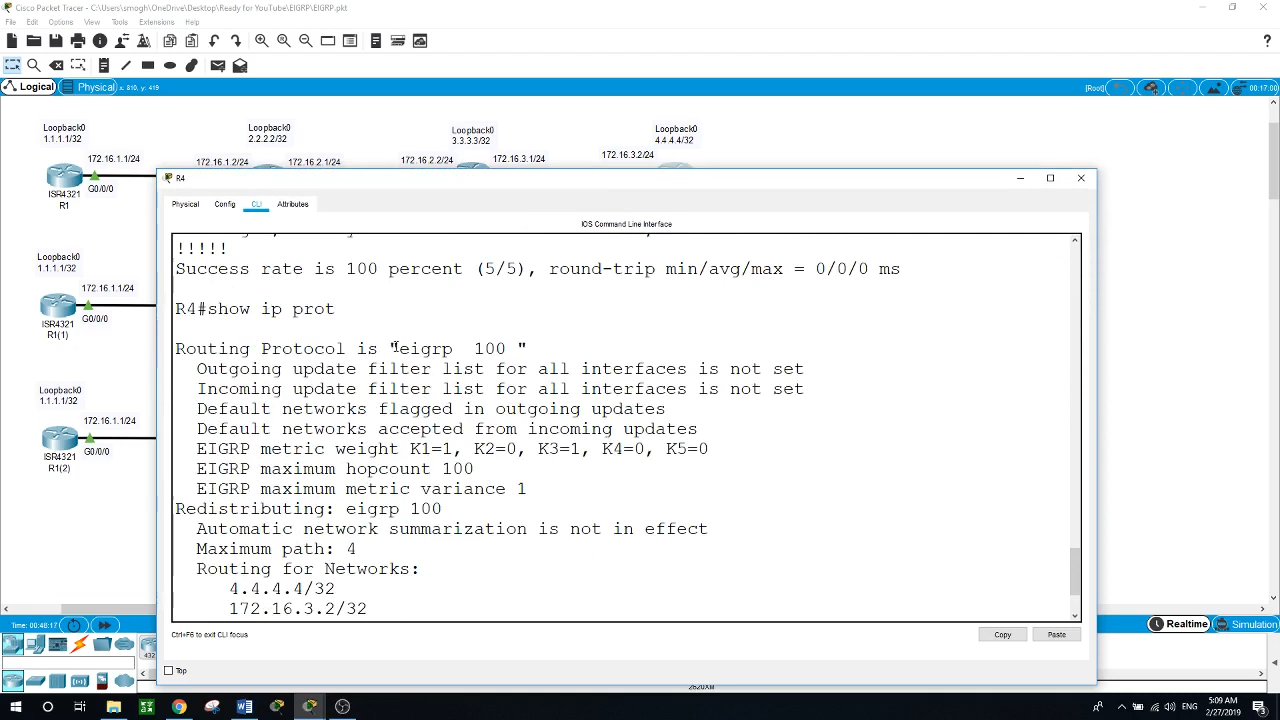 Cisco Packet Tracer - C:\Users\smogh\OneDrive\Desktop\Ready for YouTube\EIGRP\EIGRP.pkt
File Edit Options View Tools Extensions Help
?
Logical Physical x: 810, y: 419 [Root] 00:17:00
Loopback0 Loopback0 Loopback0 Loopback0
1.1.1.1/32 2.2.2.2/32 3.3.3.3/32 4.4.4.4/32
172.16.1.1/24 172.16.1.2/24 172.16.2.1/24 172.16.2.2/24 172.16.3.1/24 172.16.3.2/24
G0/0/0
ISR4321
R1
Loopback0
1.1.1.1/32
172.16.1.1/24
G0/0/0
ISR4321
R1(1)
Loopback0
1.1.1.1/32
172.16.1.1/24
G0/0/0
ISR4321
R1(2)
R4
Physical Config CLI Attributes
IOS Command Line Interface
!!!!!
Success rate is 100 percent (5/5), round-trip min/avg/max = 0/0/0 ms
R4#show ip prot
Routing Protocol is "eigrp  100 "
Outgoing update filter list for all interfaces is not set
Incoming update filter list for all interfaces is not set
Default networks flagged in outgoing updates
Default networks accepted from incoming updates
EIGRP metric weight K1=1, K2=0, K3=1, K4=0, K5=0
EIGRP maximum hopcount 100
EIGRP maximum metric variance 1
Redistributing: eigrp 100
Automatic network summarization is not in effect
Maximum path: 4
Routing for Networks:
4.4.4.4/32
172.16.3.2/32
Ctrl+F6 to exit CLI focus
Copy Paste
Top
Time: 00:48:17 Realtime Simulation
432
2620XM
ENG
5:09 AM
2/27/2019